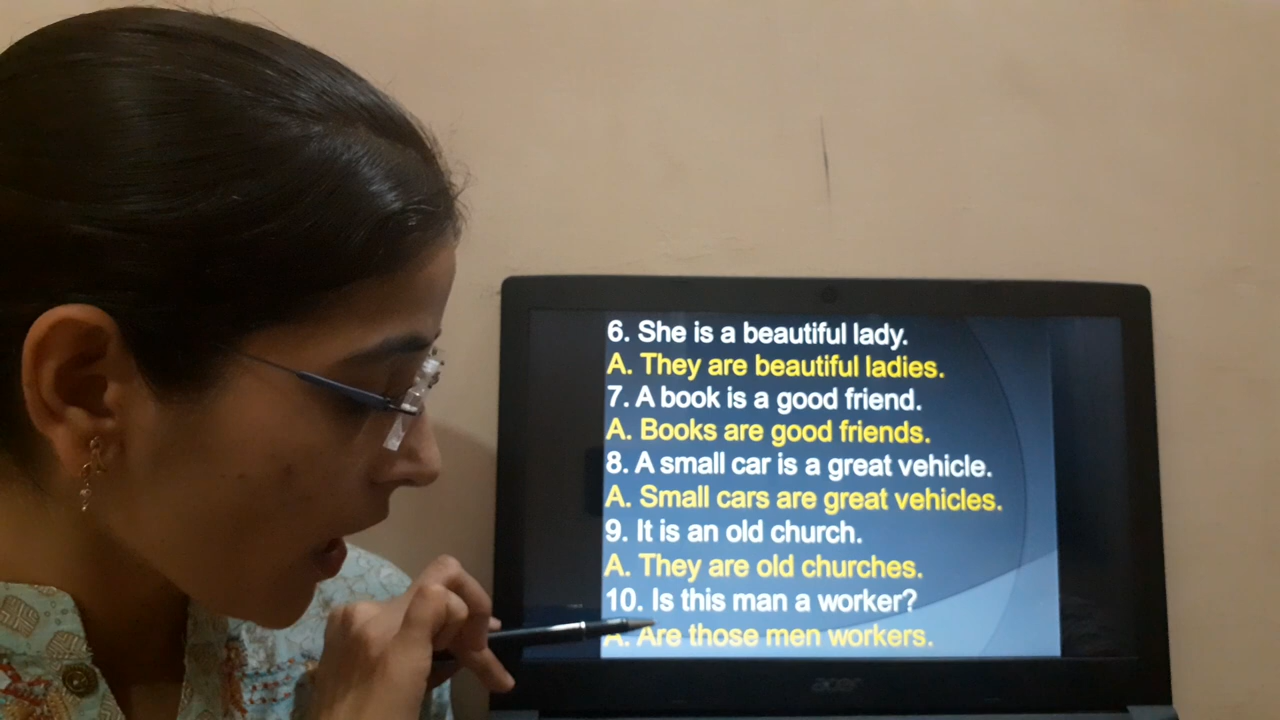 6. She is a beautiful lady.
A. They are beautiful ladies.
7. A book is a good friend.
A. Books are good friends.
8. A small car is a great vehicle.
A. Small cars are great vehicles.
9. It is an old church.
A. They are old churches.
10. Is this man a worker?
A. Are those men workers.
acer